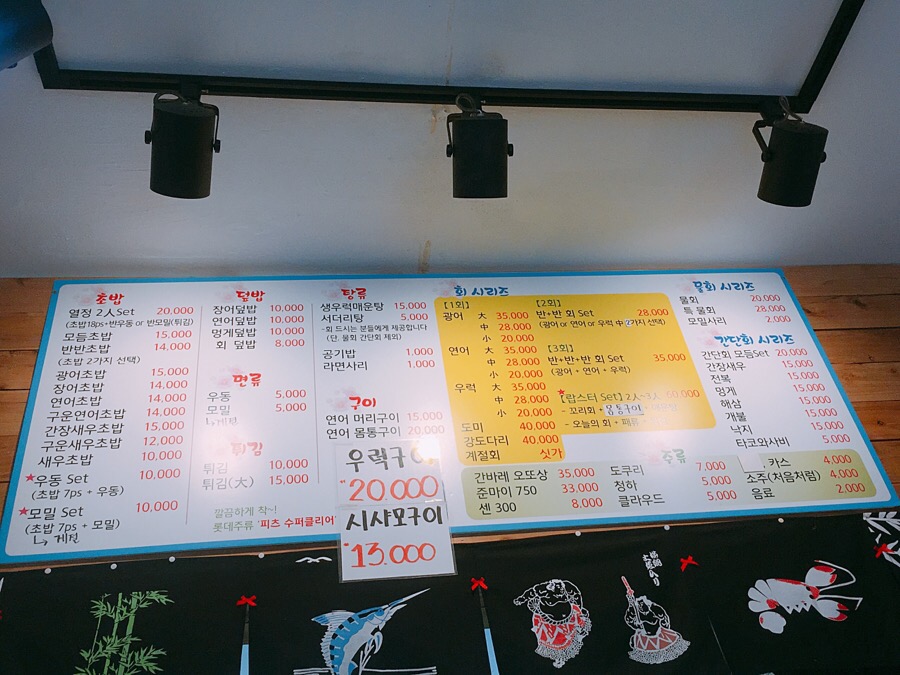 초밥
열정 2人Set 20,000
(초밥18ps+반우동 or 반모밀(튀김)
모듬초밥 15,000
반반초밥 14,000
(초밥 2가지 선택)
광어초밥 15,000
장어초밥 14,000
연어초밥 14,000
구운연어초밥 14,000
간장새우초밥 15,000
구운새우초밥 12,000
새우초밥 10,000
★우동 Set 10,000
(초밥 7ps + 우동)
★모밀 Set 10,000
(초밥 7ps + 모밀)
↳ 게절
덮밥
장어덮밥 10,000
연어덮밥 10,000
멍게덮밥 10,000
회 덮밥 8,000
면류
우동 5,000
모밀 5,000
↳게절
튀김
튀김 10,000
튀김(大) 15,000
깔끔하게 착~!
롯데주류 '피츠 수퍼클리어'
탕류
생우럭매운탕 15,000
서더리탕 5,000
-회 드시는 분들에게 제공합니다
(단, 물회 간단회 제외)
공기밥 1,000
라면사리 1,000
구이
연어 머리구이 15,000
연어 몸통구이 20,000
우럭구이
20.000
시샤모구이
13.000
회 시리즈
[1회]
광어 大 35,000
中 28,000
小 20,000
연어 大 35,000
中 28,000
小 20,000
우럭 大 35,000
中 28,000
小 20,000
도미 40,000
강도다리 40,000
계절회 싯가
[2회]
반+반 회 Set 28,000
(광어 or 연어 or 우럭 中 2가지 선택)
[3회]
반+반+반 회 Set 35,000
(광어 + 연어 + 우럭)
★[랍스터 Set] 2人~3人 60,000
- 꼬리회 + 몸통구이
- 오늘의 회 + 패류
주류
간바레 오또상 35,000
준마이 750 33,000
센 300 8,000
도쿠리 7,000
청하 5,000
클라우드 5,000
카스 4,000
소주(처음처럼) 4,000
음료 2,000
물회 시리즈
물회 20,000
특 물회 28,000
모밀사리 2,000
간단회 시리즈
간단회 모듬Set 20,000
간장새우 15,000
전복 15,000
멍게 15,000
해삼 15,000
개불 15,000
낙지 15,000
타코와사비 5,000